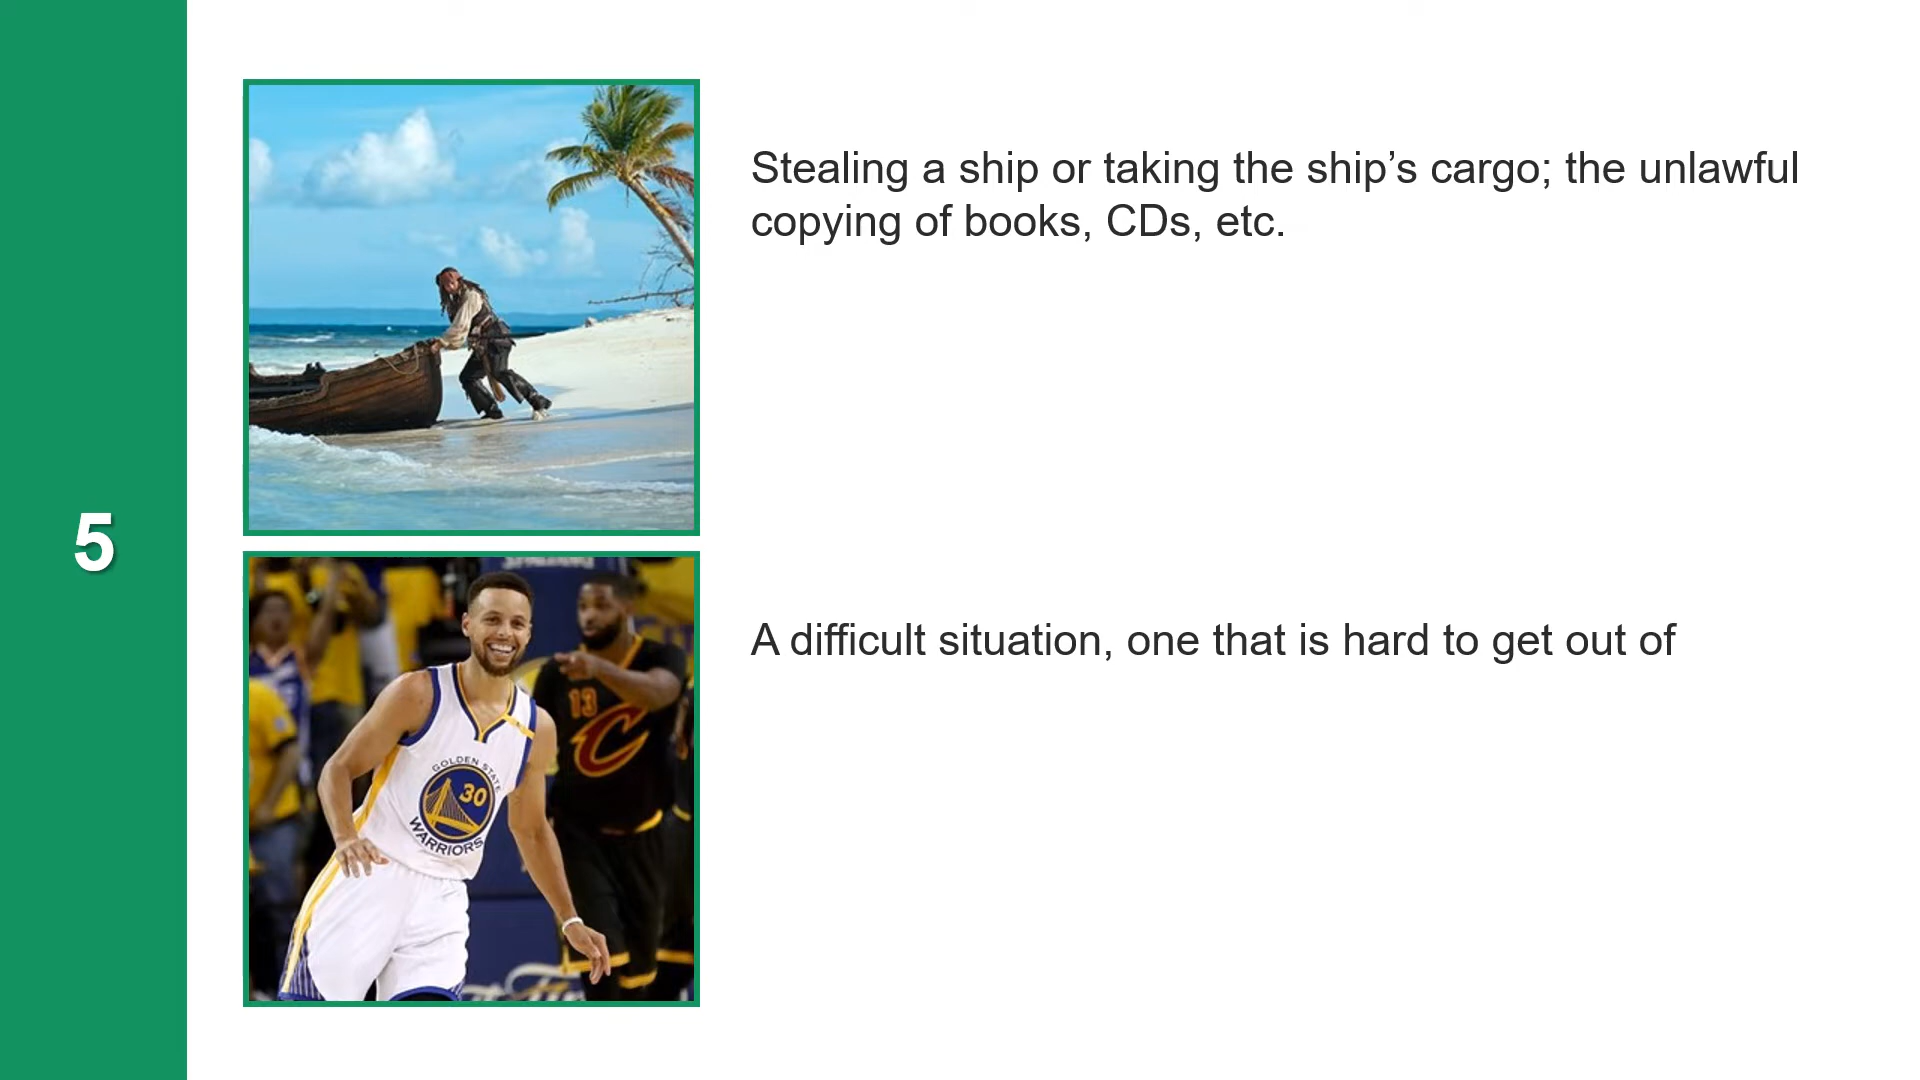 Stealing a ship or taking the ship’s cargo; the unlawful
copying of books, CDs, etc.
5
A difficult situation, one that is hard to get out of
13
GOLDEN STATE
30
WARRIORS